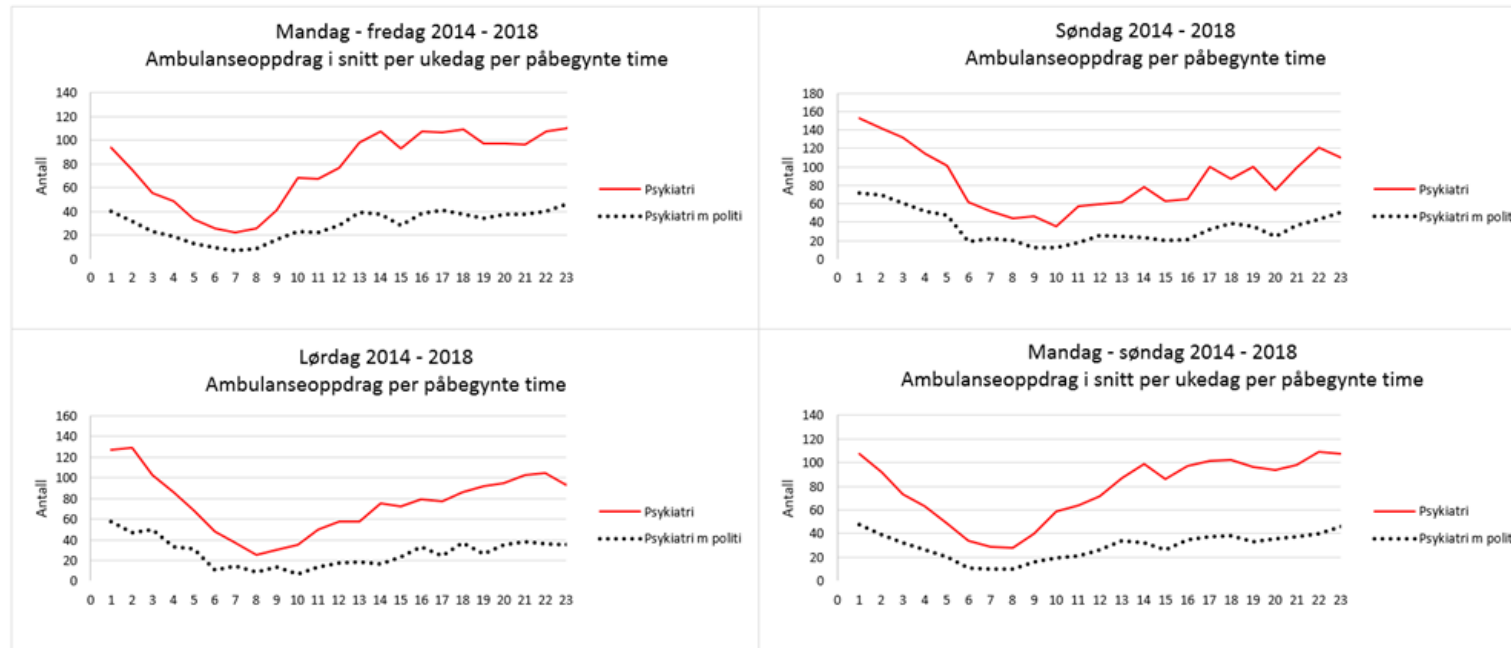 Mandag - fredag 2014 - 2018
Ambulanseoppdrag i snitt per ukedag per påbegynte time
140
120
100
80
60
40
20
0
Antall
0 1 2 3 4 5 6 7 8 9 10 11 12 13 14 15 16 17 18 19 20 21 22 23
Psykiatri
Psykiatri m politi
Søndag 2014 - 2018
Ambulanseoppdrag per påbegynte time
180
160
140
120
100
80
60
40
20
0
Antall
0 1 2 3 4 5 6 7 8 9 10 11 12 13 14 15 16 17 18 19 20 21 22 23
Psykiatri
Psykiatri m politi
Lørdag 2014 - 2018
Ambulanseoppdrag per påbegynte time
160
140
120
100
80
60
40
20
0
Antall
0 1 2 3 4 5 6 7 8 9 10 11 12 13 14 15 16 17 18 19 20 21 22 23
Psykiatri
Psykiatri m politi
Mandag - søndag 2014 - 2018
Ambulanseoppdrag i snitt per ukedag per påbegynte time
140
120
100
80
60
40
20
0
Antall
0 1 2 3 4 5 6 7 8 9 10 11 12 13 14 15 16 17 18 19 20 21 22 23
Psykiatri
Psykiatri m politi